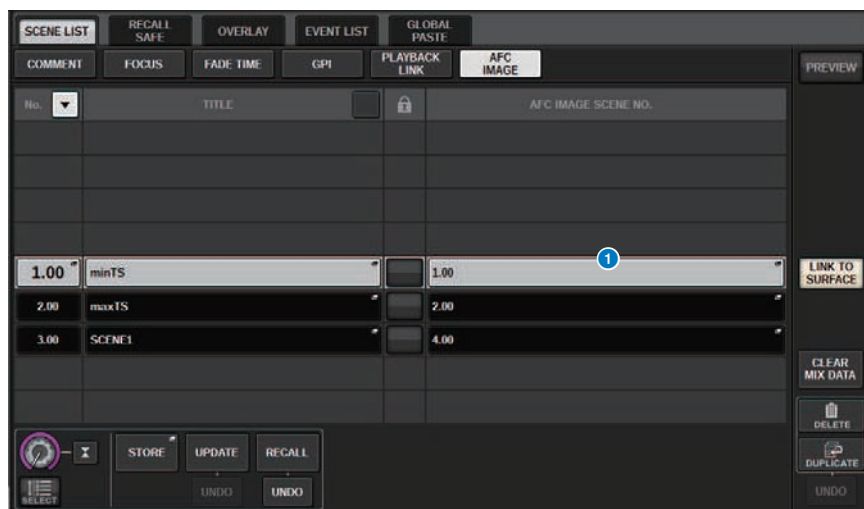 SCENE LIST
RECALL
SAFE
OVERLAY
EVENT LIST
GLOBAL
PASTE
COMMENT
FOCUS
FADE TIME
GPI
PLAYBACK
LINK
AFC
IMAGE
PREVIEW
No.
TITLE
AFC IMAGE SCENE NO.
1
1.00
minTS
1.00
2.00
maxTS
2.00
3.00
SCENE1
4.00
LINK TO
SURFACE
CLEAR
MIX DATA
DELETE
DUPLICATE
UNDO
STORE
UPDATE
RECALL
SELECT
UNDO
UNDO